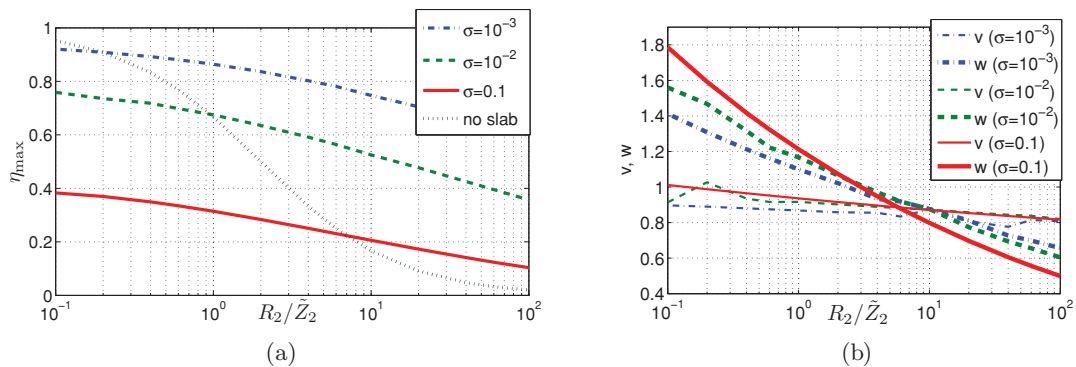 1
0.8
0.6
0.4
0.2
0
η_max
10^-1
10^0
10^1
10^2
R_2/Z̃_2
σ=10^-3
σ=10^-2
σ=0.1
no slab
(a)
1.8
1.6
1.4
1.2
1
0.8
0.6
0.4
v, w
10^-1
10^0
10^1
10^2
R_2/Z̃_2
v (σ=10^-3)
w (σ=10^-3)
v (σ=10^-2)
w (σ=10^-2)
v (σ=0.1)
w (σ=0.1)
(b)